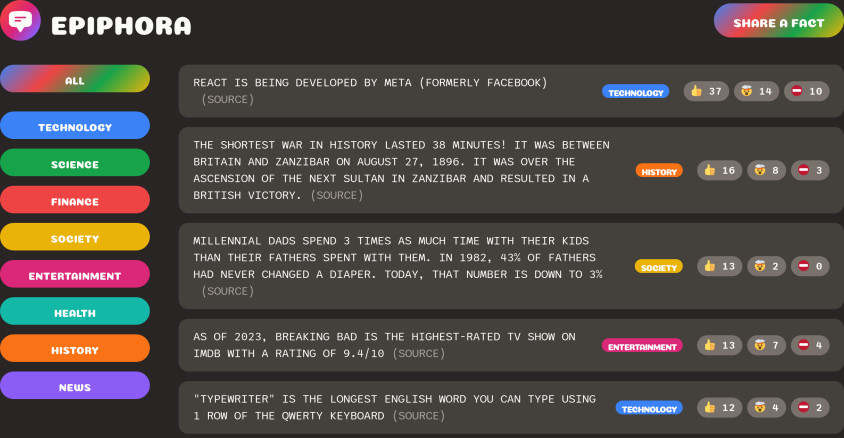 EPIPHORA
SHARE A FACT
ALL
TECHNOLOGY
SCIENCE
FINANCE
SOCIETY
ENTERTAINMENT
HEALTH
HISTORY
NEWS
REACT IS BEING DEVELOPED BY META (FORMERLY FACEBOOK)
(SOURCE)
TECHNOLOGY
👍 37 🤯 14 ⛔ 10
THE SHORTEST WAR IN HISTORY LASTED 38 MINUTES! IT WAS BETWEEN
BRITAIN AND ZANZIBAR ON AUGUST 27, 1896. IT WAS OVER THE
ASCENSION OF THE NEXT SULTAN IN ZANZIBAR AND RESULTED IN A
BRITISH VICTORY. (SOURCE)
HISTORY
👍 16 🤯 8 ⛔ 3
MILLENNIAL DADS SPEND 3 TIMES AS MUCH TIME WITH THEIR KIDS
THAN THEIR FATHERS SPENT WITH THEM. IN 1982, 43% OF FATHERS
HAD NEVER CHANGED A DIAPER. TODAY, THAT NUMBER IS DOWN TO 3%
(SOURCE)
SOCIETY
👍 13 🤯 2 ⛔ 0
AS OF 2023, BREAKING BAD IS THE HIGHEST-RATED TV SHOW ON
IMDB WITH A RATING OF 9.4/10 (SOURCE)
ENTERTAINMENT
👍 13 🤯 7 ⛔ 4
"TYPEWRITER" IS THE LONGEST ENGLISH WORD YOU CAN TYPE USING
1 ROW OF THE QWERTY KEYBOARD (SOURCE)
TECHNOLOGY
👍 12 🤯 4 ⛔ 2